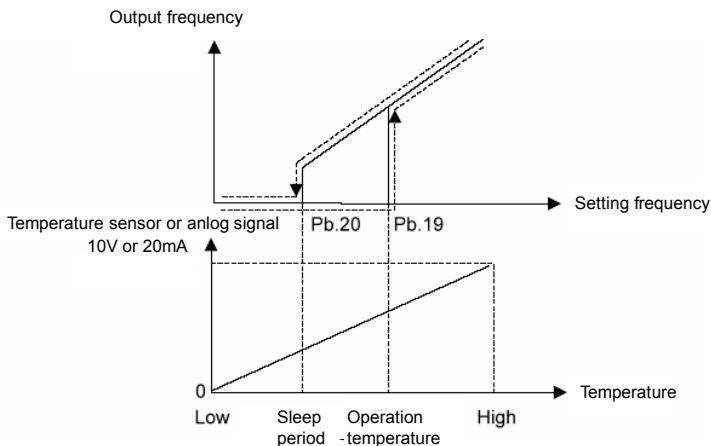 Output frequency
Setting frequency
Temperature sensor or anlog signal
10V or 20mA
Pb.20
Pb.19
0
Temperature
Low
Sleep
period
Operation
-temperature
High